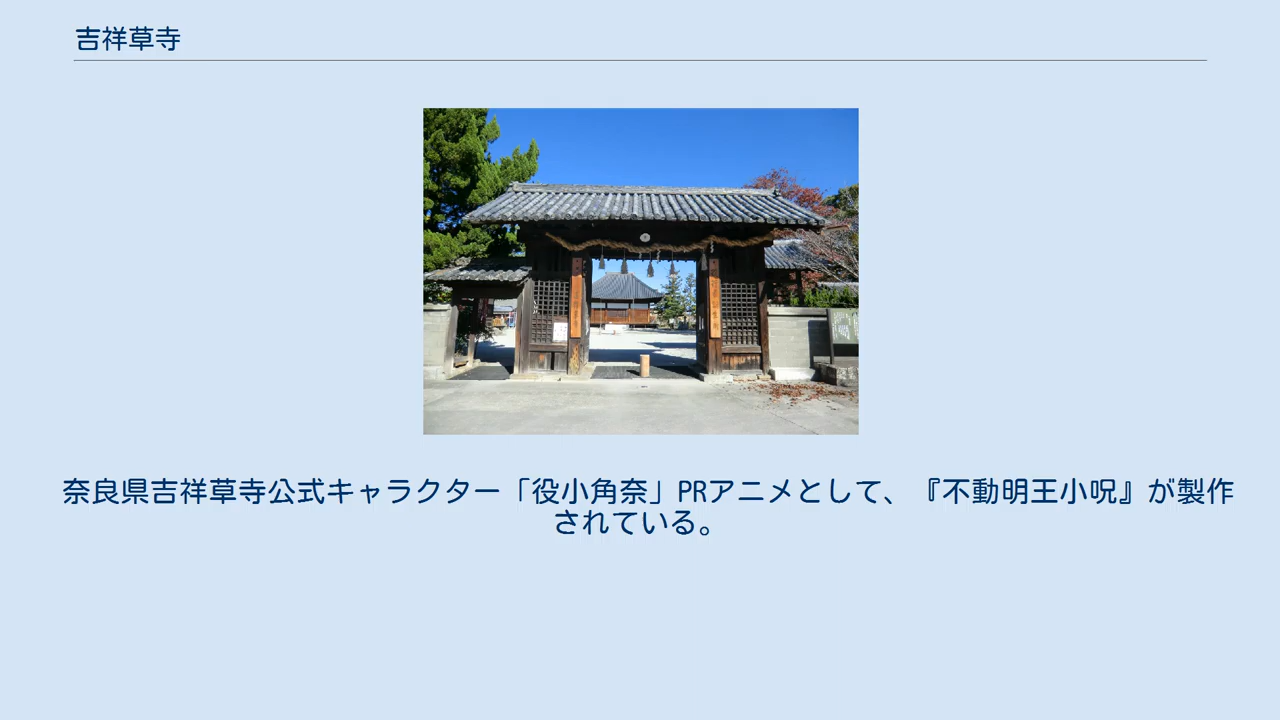 吉祥草寺
奈良県吉祥草寺公式キャラクター「役小角奈」PRアニメとして、『不動明王小呪』が製作
されている。